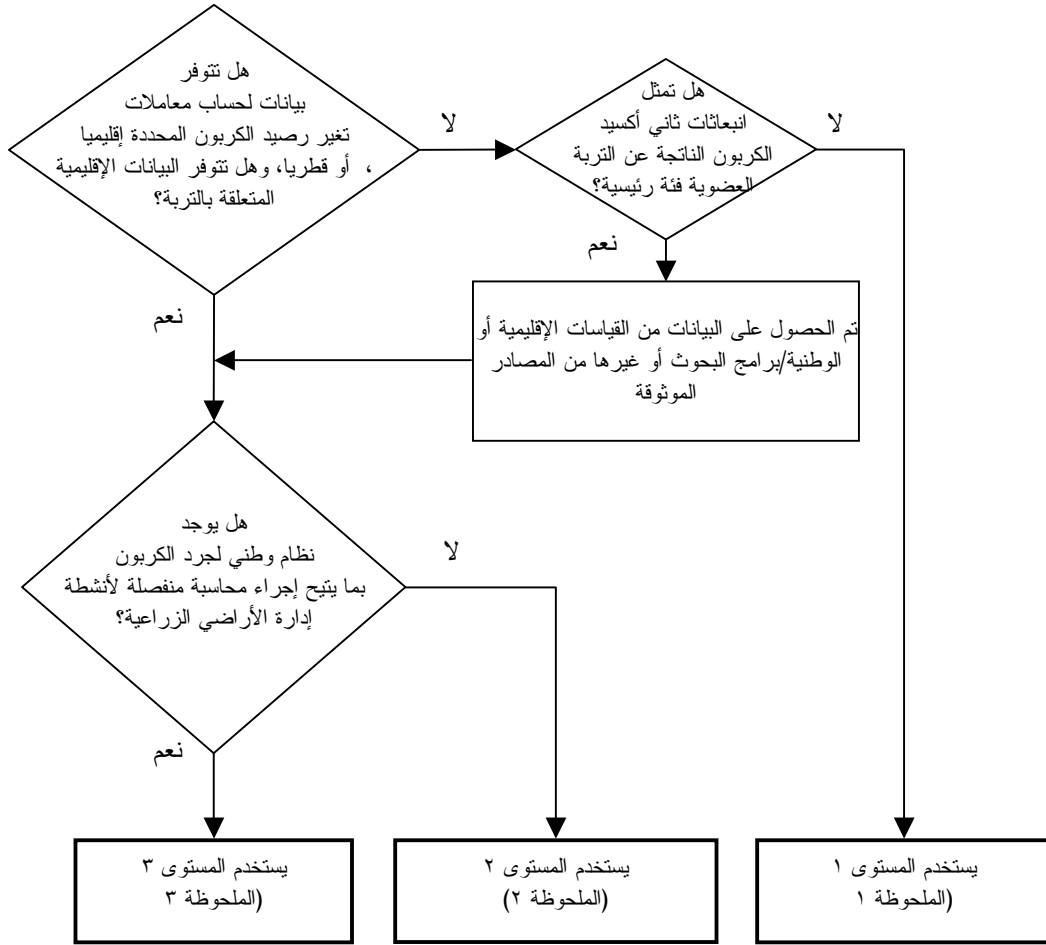 هل تتوفر
بيانات لحساب معاملات
تغير رصيد الكربون المحددة إقليميا
، أو قطريا، وهل تتوفر البيانات الإقليمية
المتعلقة بالتربة؟
لا
هل تمثل
انبعاثات ثاني أكسيد
الكربون الناتجة عن التربة
العضوية فئة رئيسية؟
لا
نعم
نعم
تم الحصول على البيانات من القياسات الإقليمية أو
الوطنية/برامج البحوث أو غيرها من المصادر
الموثوقة
هل يوجد
نظام وطني لجرد الكربون
بما يتيح إجراء محاسبة منفصلة لأنشطة
إدارة الأراضي الزراعية؟
لا
نعم
يستخدم المستوى ١
(الملحوظة ١
يستخدم المستوى ٢
(الملحوظة ٢)
يستخدم المستوى ٣
(الملحوظة ٣